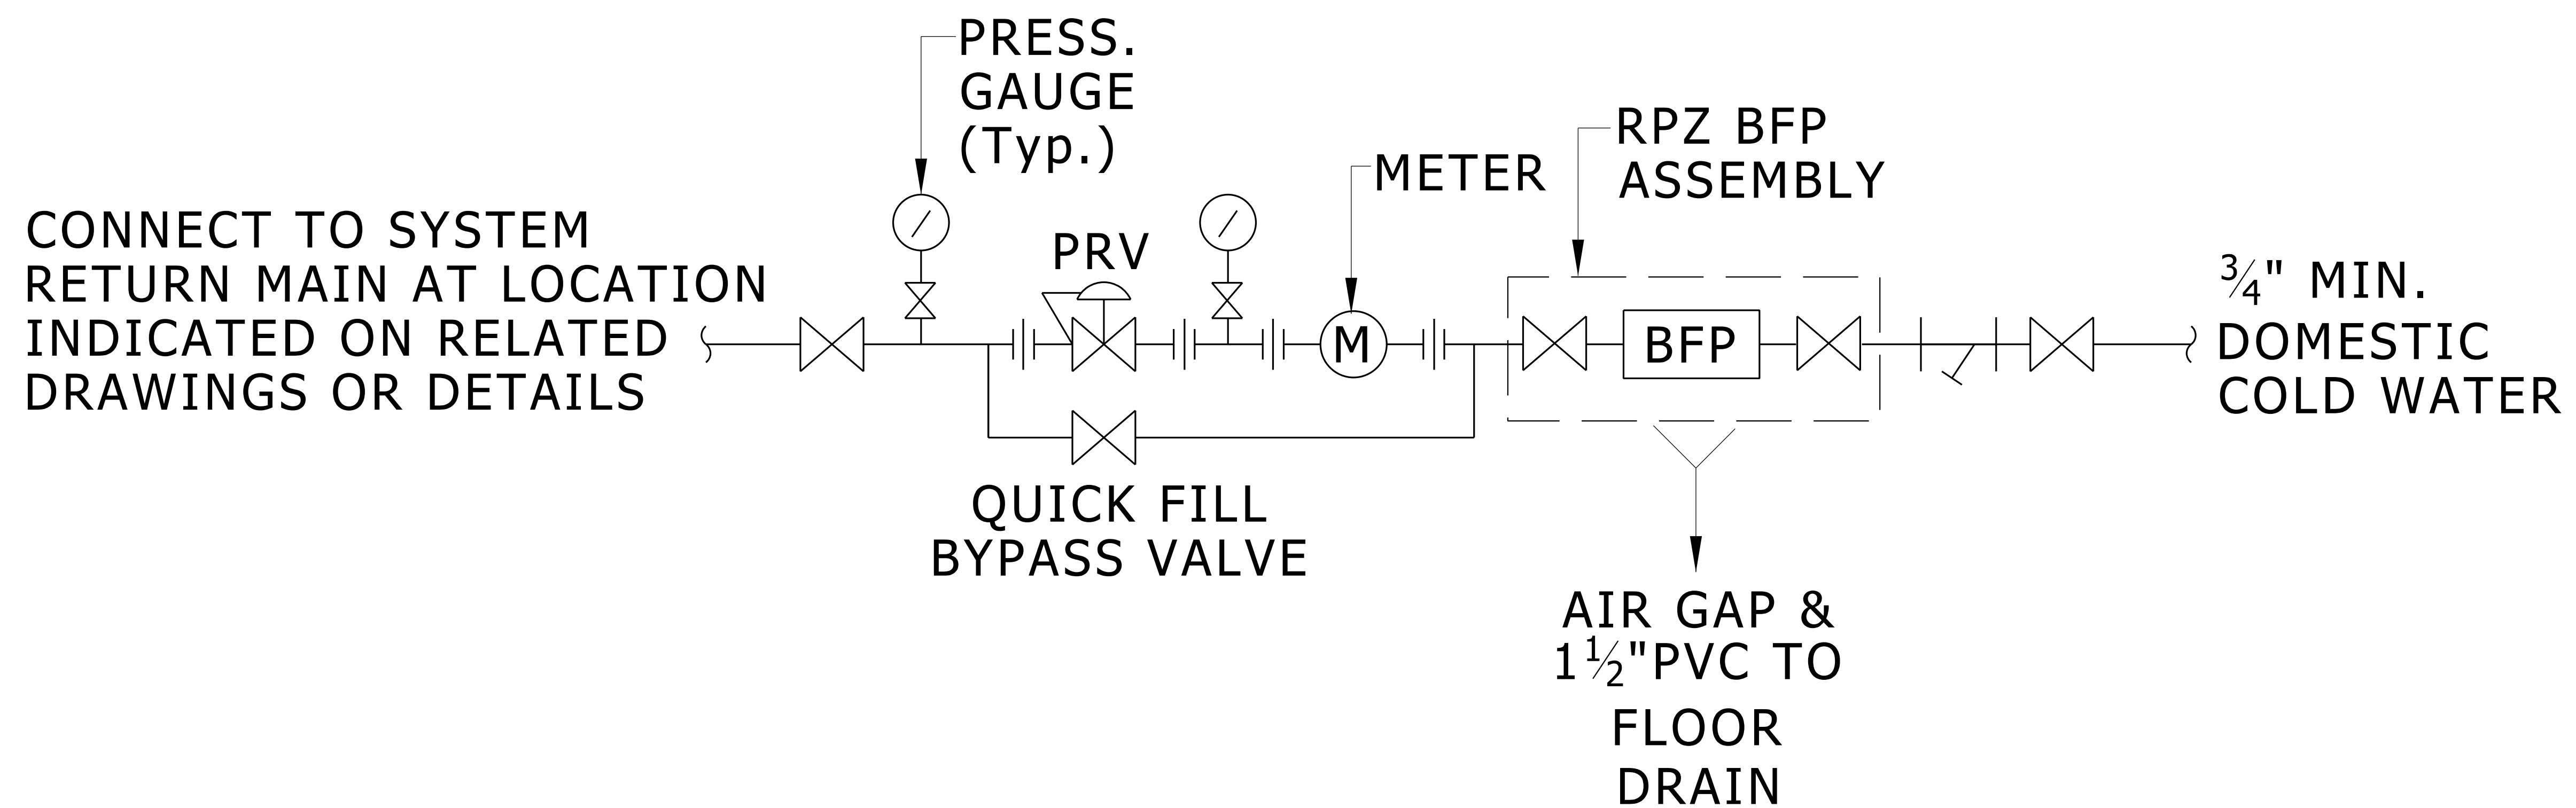 PRESS.
GAUGE
(Typ.)
RPZ BFP
ASSEMBLY
METER
CONNECT TO SYSTEM
RETURN MAIN AT LOCATION
INDICATED ON RELATED
DRAWINGS OR DETAILS
PRV
M
BFP
3/4" MIN.
DOMESTIC
COLD WATER
QUICK FILL
BYPASS VALVE
AIR GAP &
1 1/2"PVC TO
FLOOR
DRAIN